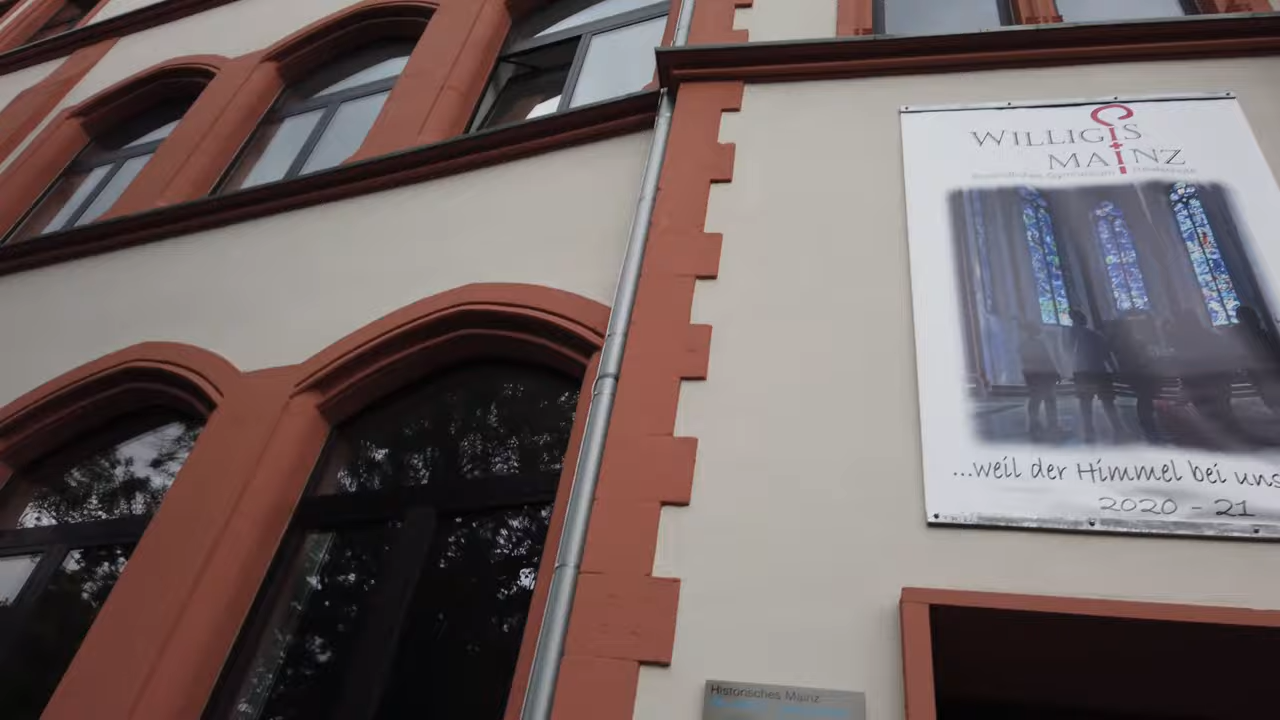 WILLIGIS
MAINZ
...weil der Himmel bei uns
2020 - 21
Historisches Mainz